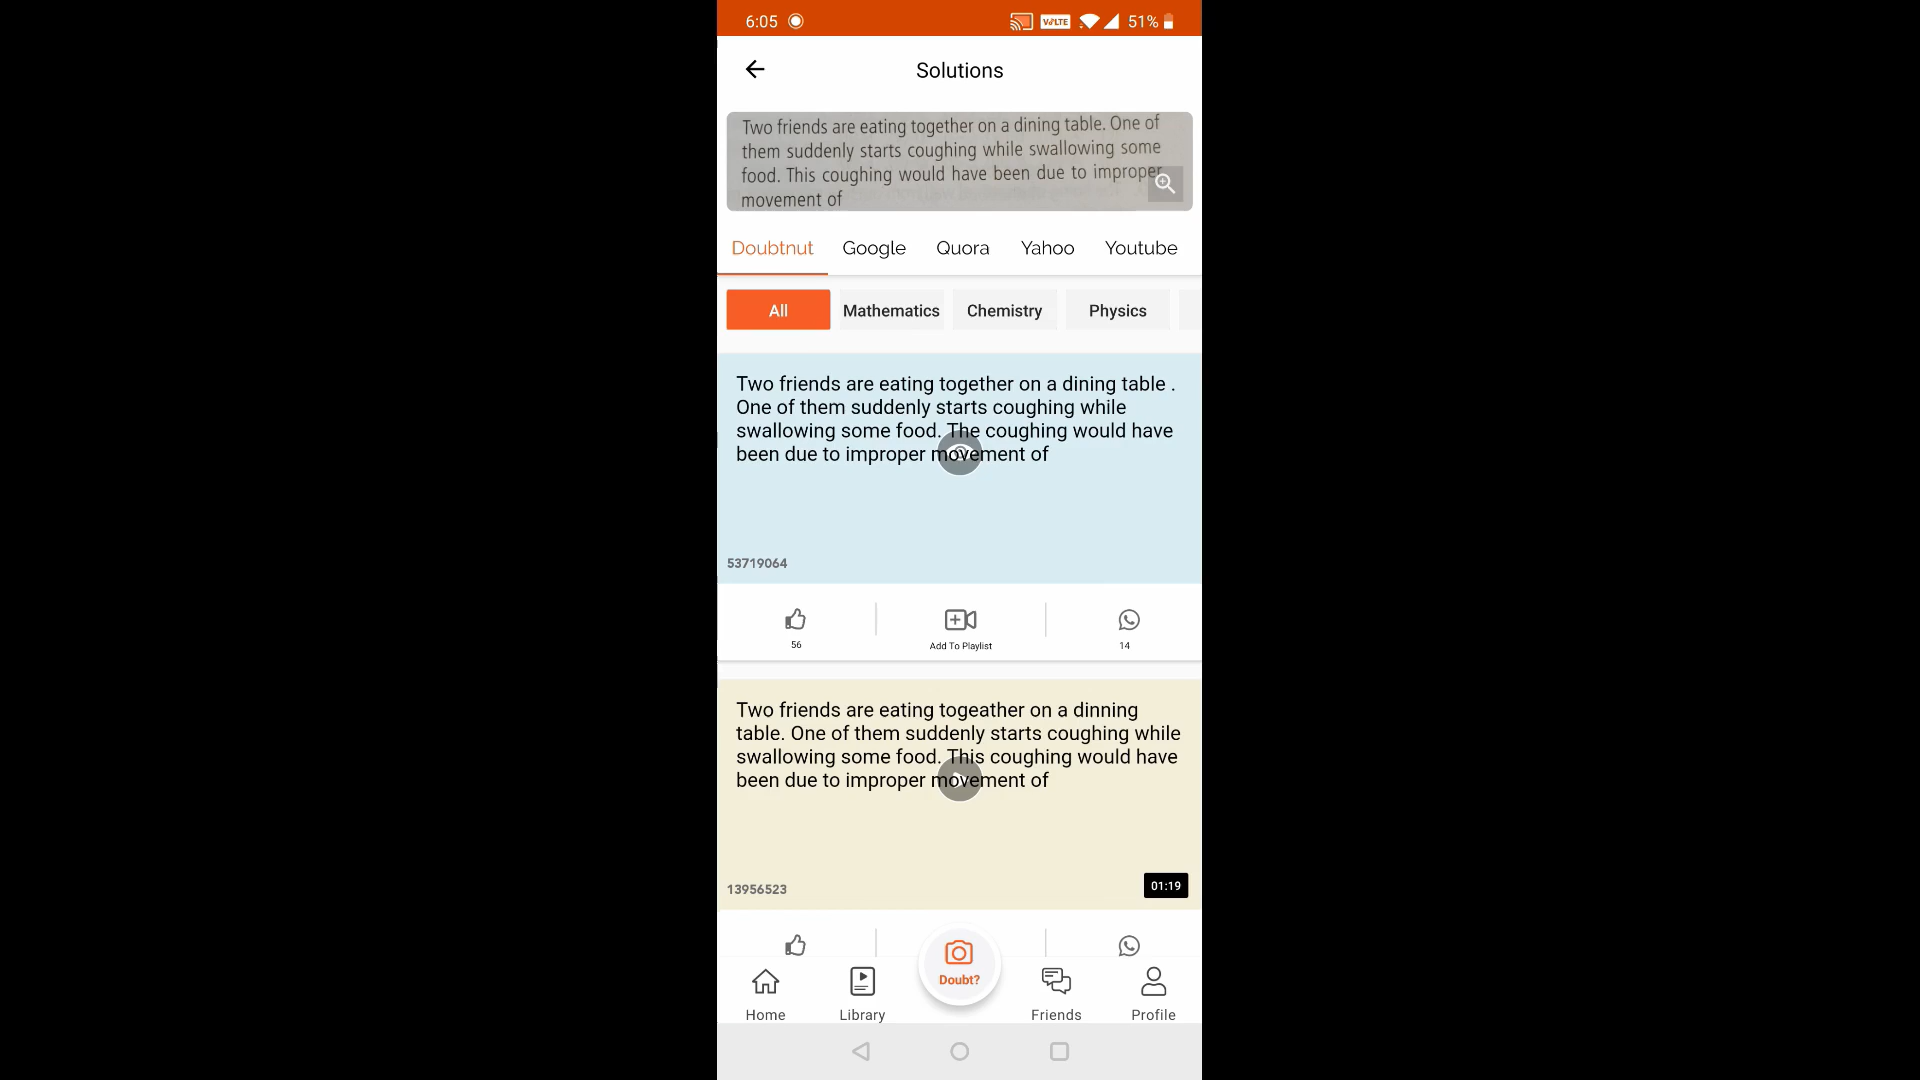 6:05 VoLTE 51%
Solutions
Two friends are eating together on a dining table. One of
them suddenly starts coughing while swallowing some
food. This coughing would have been due to improper
movement of
Doubtnut Google Quora Yahoo Youtube
All Mathematics Chemistry Physics
Two friends are eating together on a dining table .
One of them suddenly starts coughing while
swallowing some food. The coughing would have
been due to improper movement of
53719064
56 Add To Playlist 14
Two friends are eating togeather on a dinning
table. One of them suddenly starts coughing while
swallowing some food. This coughing would have
been due to improper movement of
13956523 01:19
Doubt?
Home Library Friends Profile